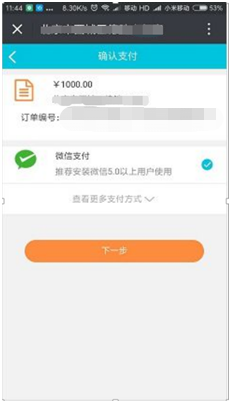 11:44 8.30K/s 移动 HD 小米移动 53%
确认支付
￥1000.00
订单编号:
微信支付
推荐安装微信5.0以上用户使用
查看更多支付方式
下一步